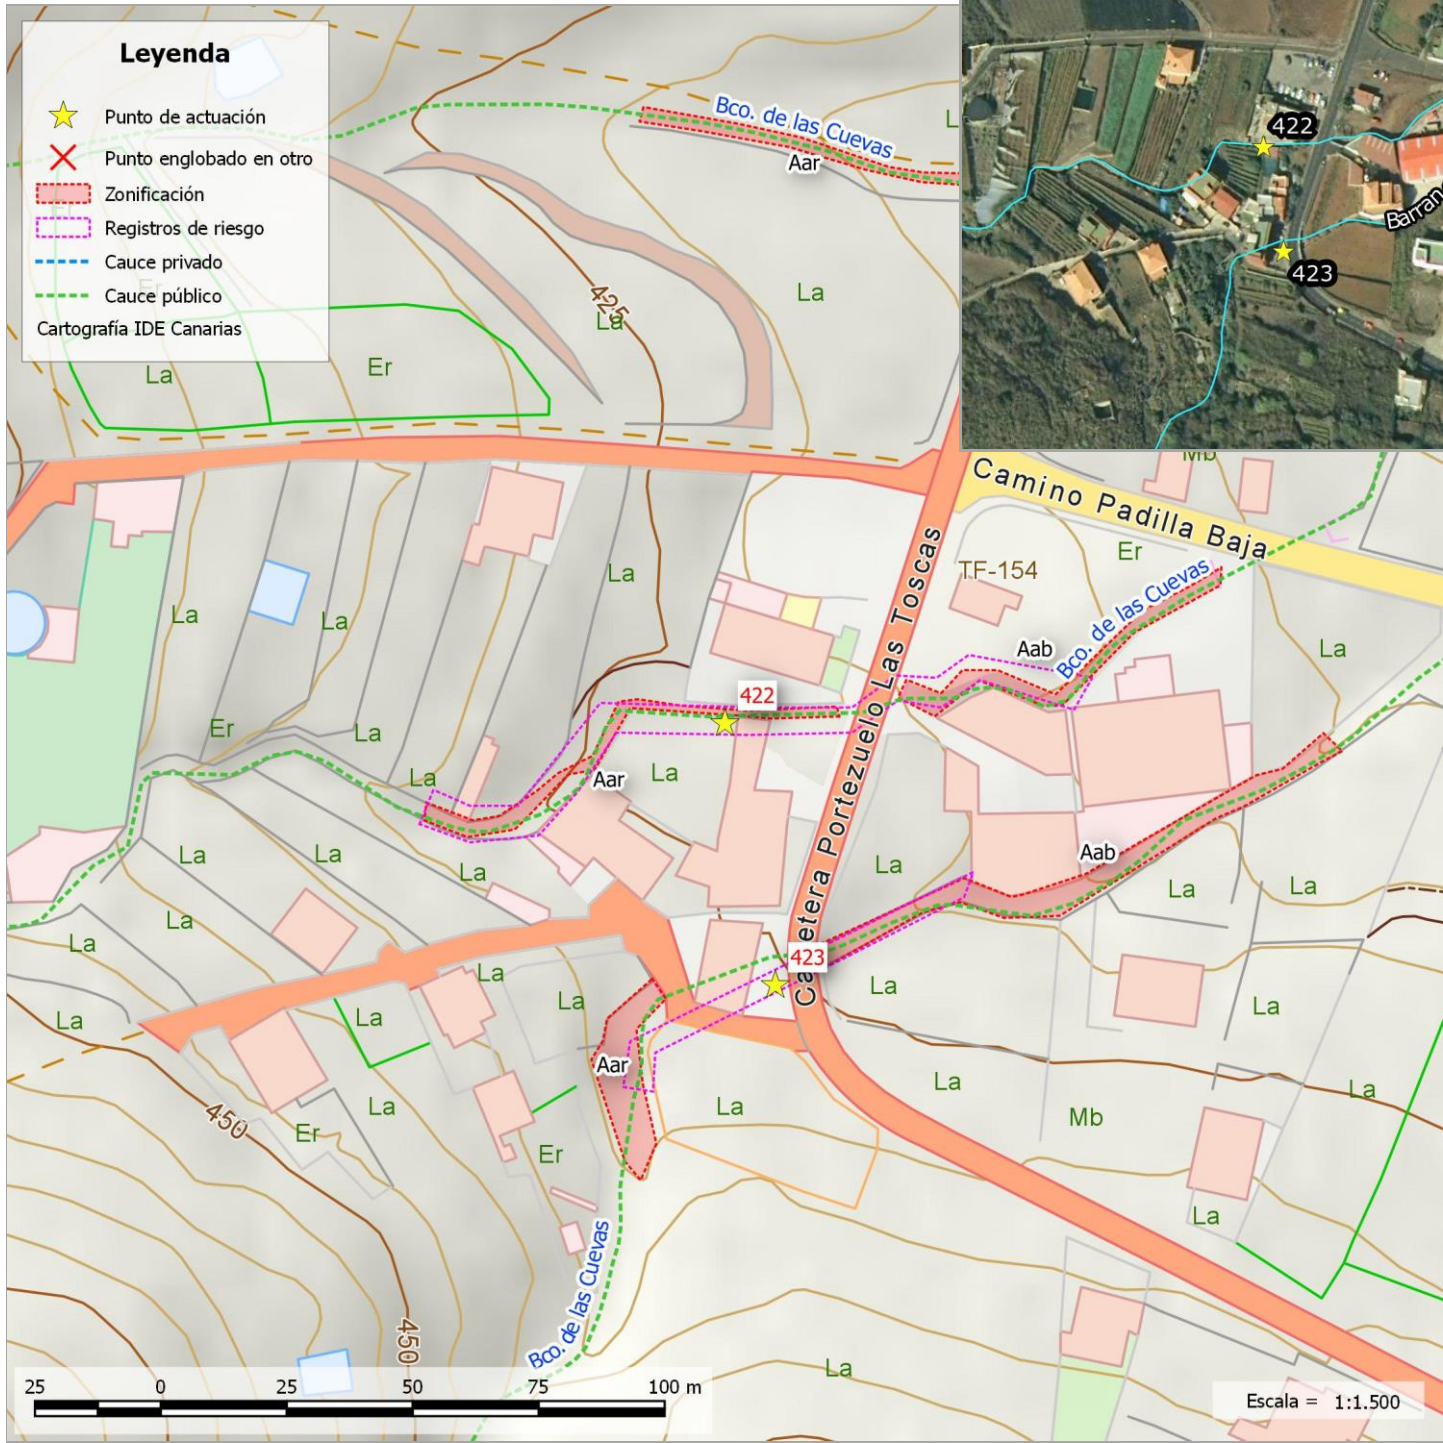 Leyenda
Punto de actuación
Punto englobado en otro
Zonificación
Registros de riesgo
Cauce privado
Cauce público
Cartografía IDE Canarias
Er
Er
La
Er
425
La
La
L
Bco. de las Cuevas
Aar
422
423
Barran
Mb
Camino Padilla Baja
TF-154
Er
Carretera Portezuelo Las Toscas
La
La
La
La
Aab
Bco. de las Cuevas
422
Er
La
La
Aar
La
La
La
La
La
Aab
La
La
La
La
423
La
La
La
La
La
La
Aar
La
La
La
Mb
La
450
Er
Er
La
Bco. de las Cuevas
450
La
25 0 25 50 75 100 m
Escala = 1:1.500